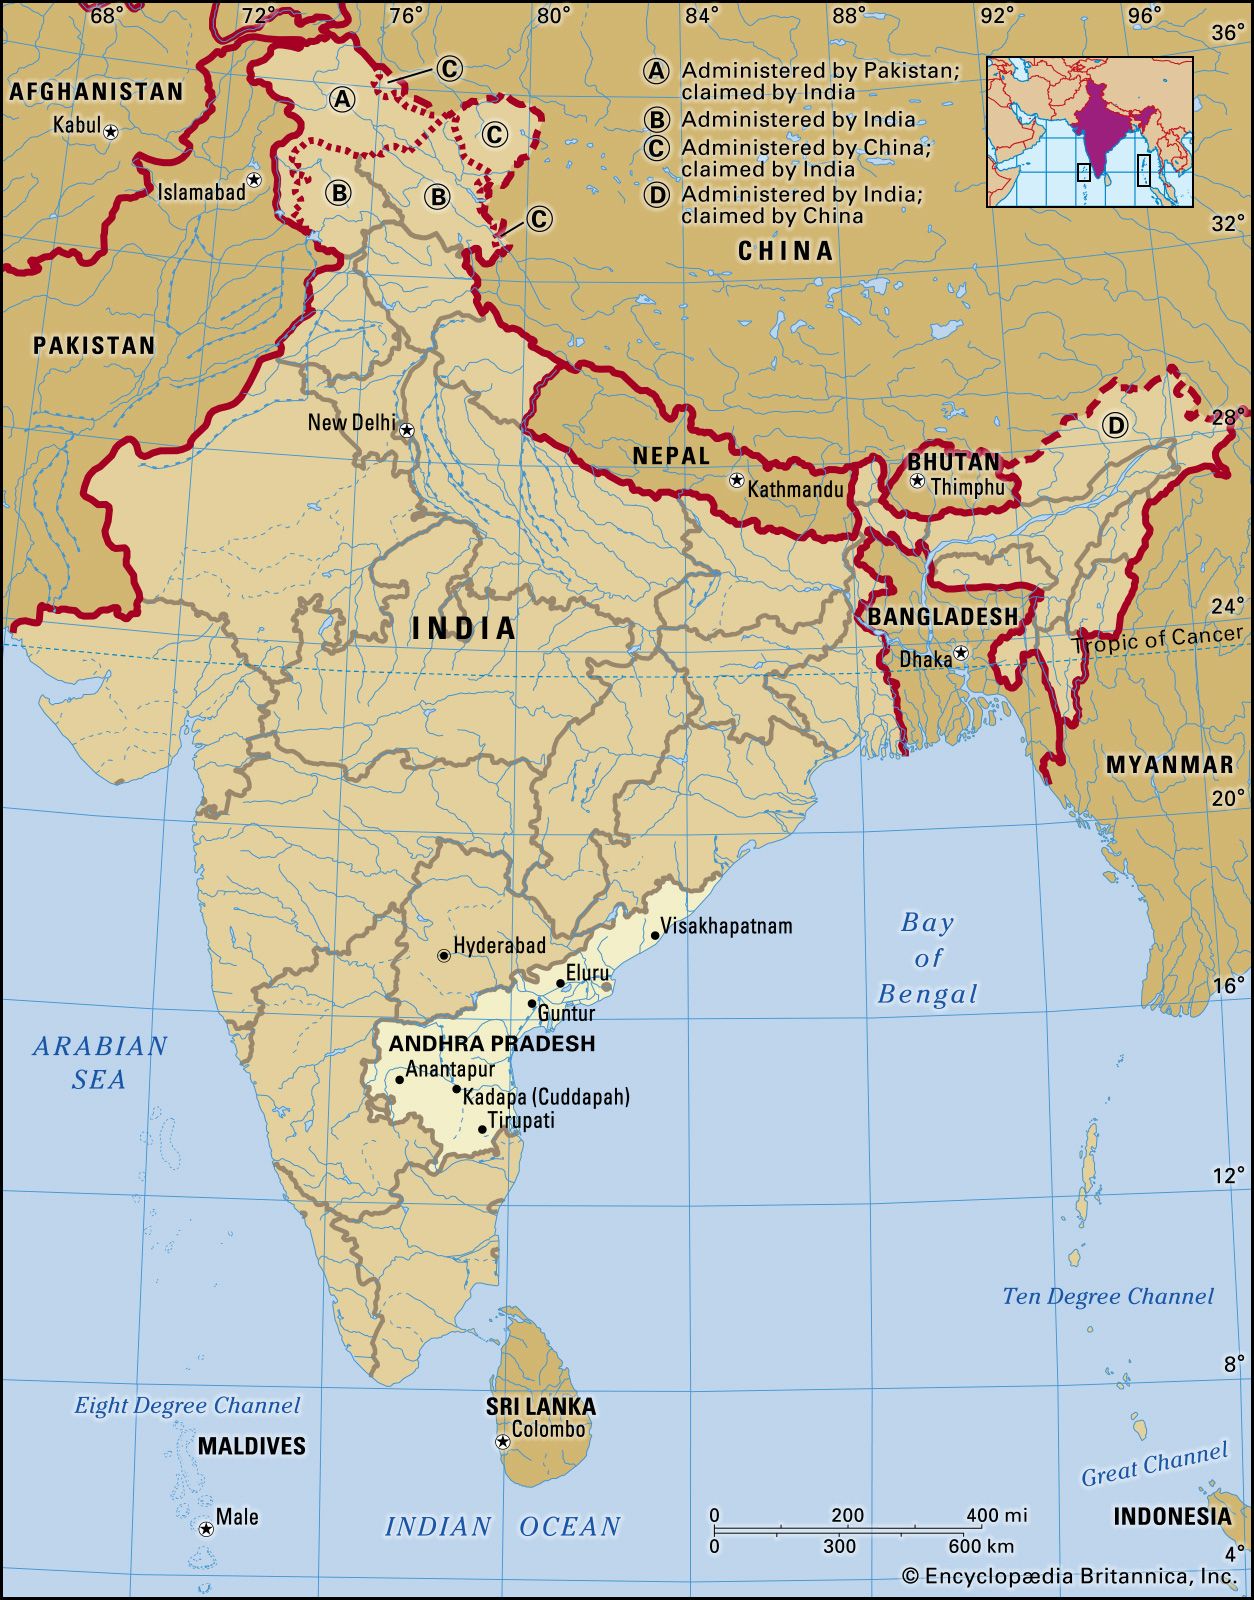 68°
72°
76°
80°
84°
88°
92°
96°
36°
AFGHANISTAN
Kabul
Islamabad
A
C
C
B
B
C
A Administered by Pakistan;
claimed by India
B Administered by India
C Administered by China;
claimed by India
D Administered by India;
claimed by China
32°
CHINA
PAKISTAN
New Delhi
NEPAL
Kathmandu
BHUTAN
Thimphu
D
28°
INDIA
BANGLADESH
Dhaka
24°
Tropic of Cancer
MYANMAR
20°
Visakhapatnam
Hyderabad
Eluru
Guntur
ANDHRA PRADESH
Anantapur
Kadapa (Cuddapah)
Tirupati
Bay
of
Bengal
16°
ARABIAN
SEA
12°
Ten Degree Channel
8°
Eight Degree Channel
MALDIVES
Male
SRI LANKA
Colombo
INDIAN OCEAN
Great Channel
INDONESIA
4°
0 200 400 mi
0 300 600 km
© Encyclopædia Britannica, Inc.